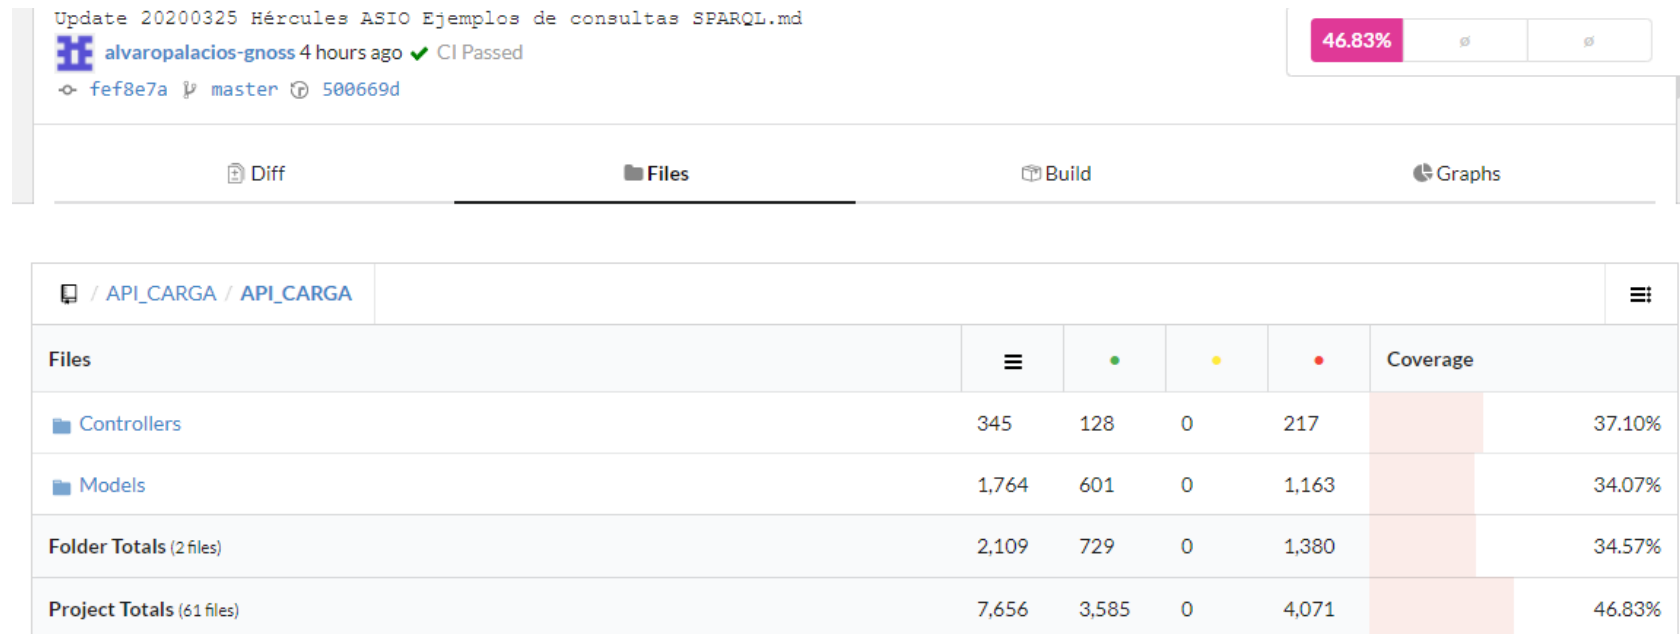 Update 20200325 Hércules ASIO Ejemplos de consultas SPARQL.md
alvaropalacios-gnoss 4 hours ago ✔ CI Passed
fef8e7a master 500669d
46.83% ø ø
Diff Files Build Graphs
/ API_CARGA / API_CARGA
Files Coverage
Controllers 345 128 0 217 37.10%
Models 1,764 601 0 1,163 34.07%
Folder Totals (2 files) 2,109 729 0 1,380 34.57%
Project Totals (61 files) 7,656 3,585 0 4,071 46.83%